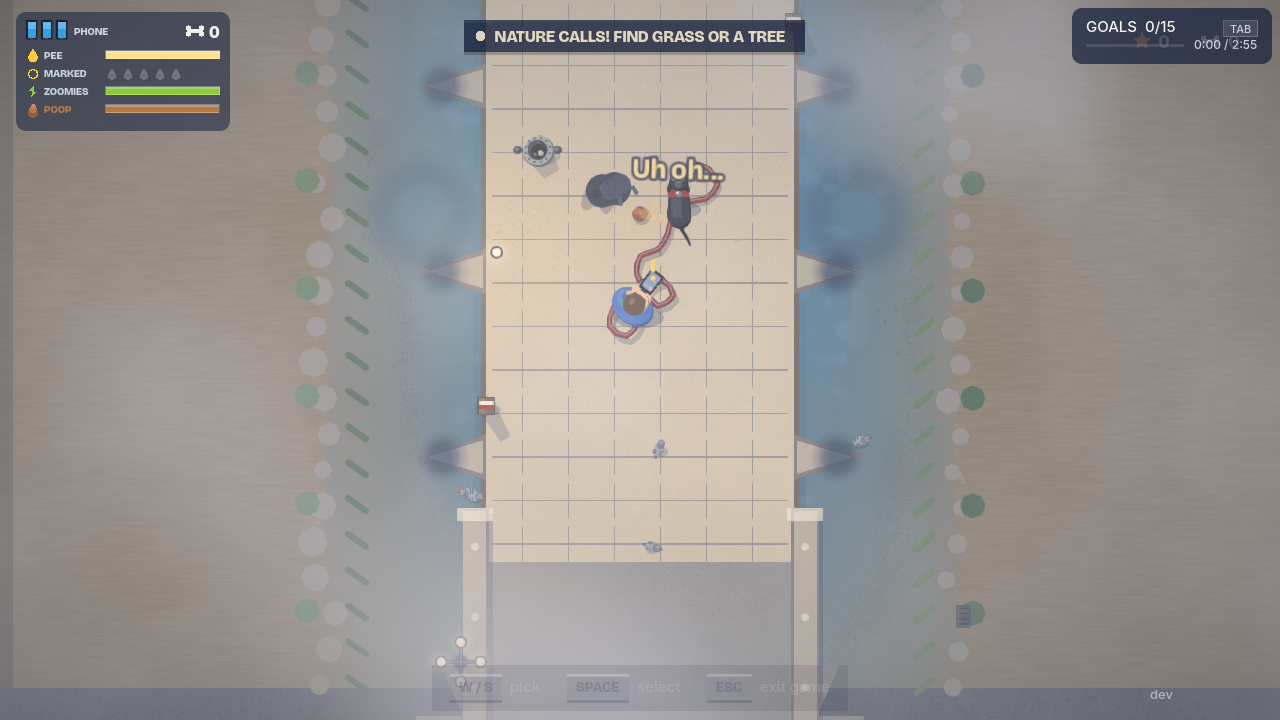 PHONE
0
PEE
MARKED
ZOOMIES
POOP
NATURE CALLS! FIND GRASS OR A TREE
GOALS 0/15
TAB
0
0:00 / 2:55
Uh oh...
W / S pick SPACE select ESC exit game
dev